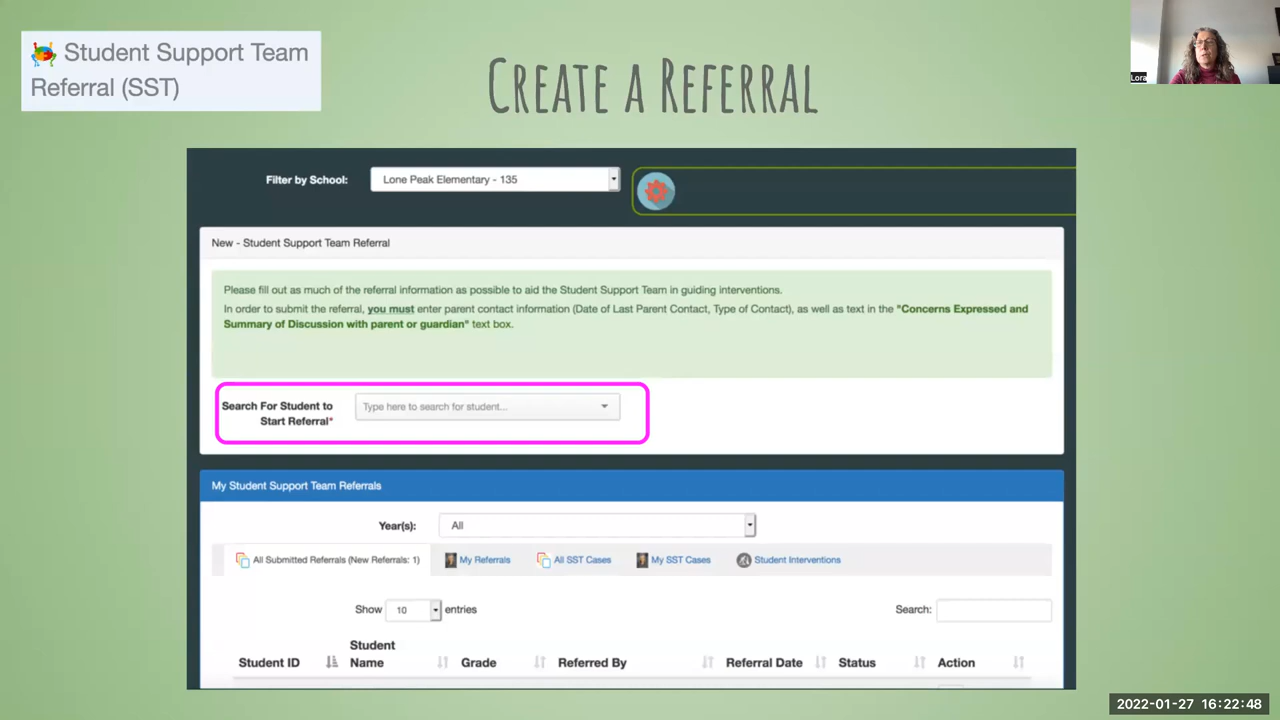 Student Support Team
Referral (SST)
CREATE A REFERRAL
Lora
Filter by School: Lone Peak Elementary - 135
New - Student Support Team Referral
Please fill out as much of the referral information as possible to aid the Student Support Team in guiding interventions.
In order to submit the referral, you must enter parent contact information (Date of Last Parent Contact, Type of Contact), as well as text in the "Concerns Expressed and
Summary of Discussion with parent or guardian" text box.
Search For Student to
Start Referral*
Type here to search for student...
My Student Support Team Referrals
Year(s): All
All Submitted Referrals (New Referrals: 1) My Referrals All SST Cases My SST Cases Student Interventions
Show 10 entries Search:
Student ID Student Name Grade Referred By Referral Date Status Action
2022-01-27 16:22:48